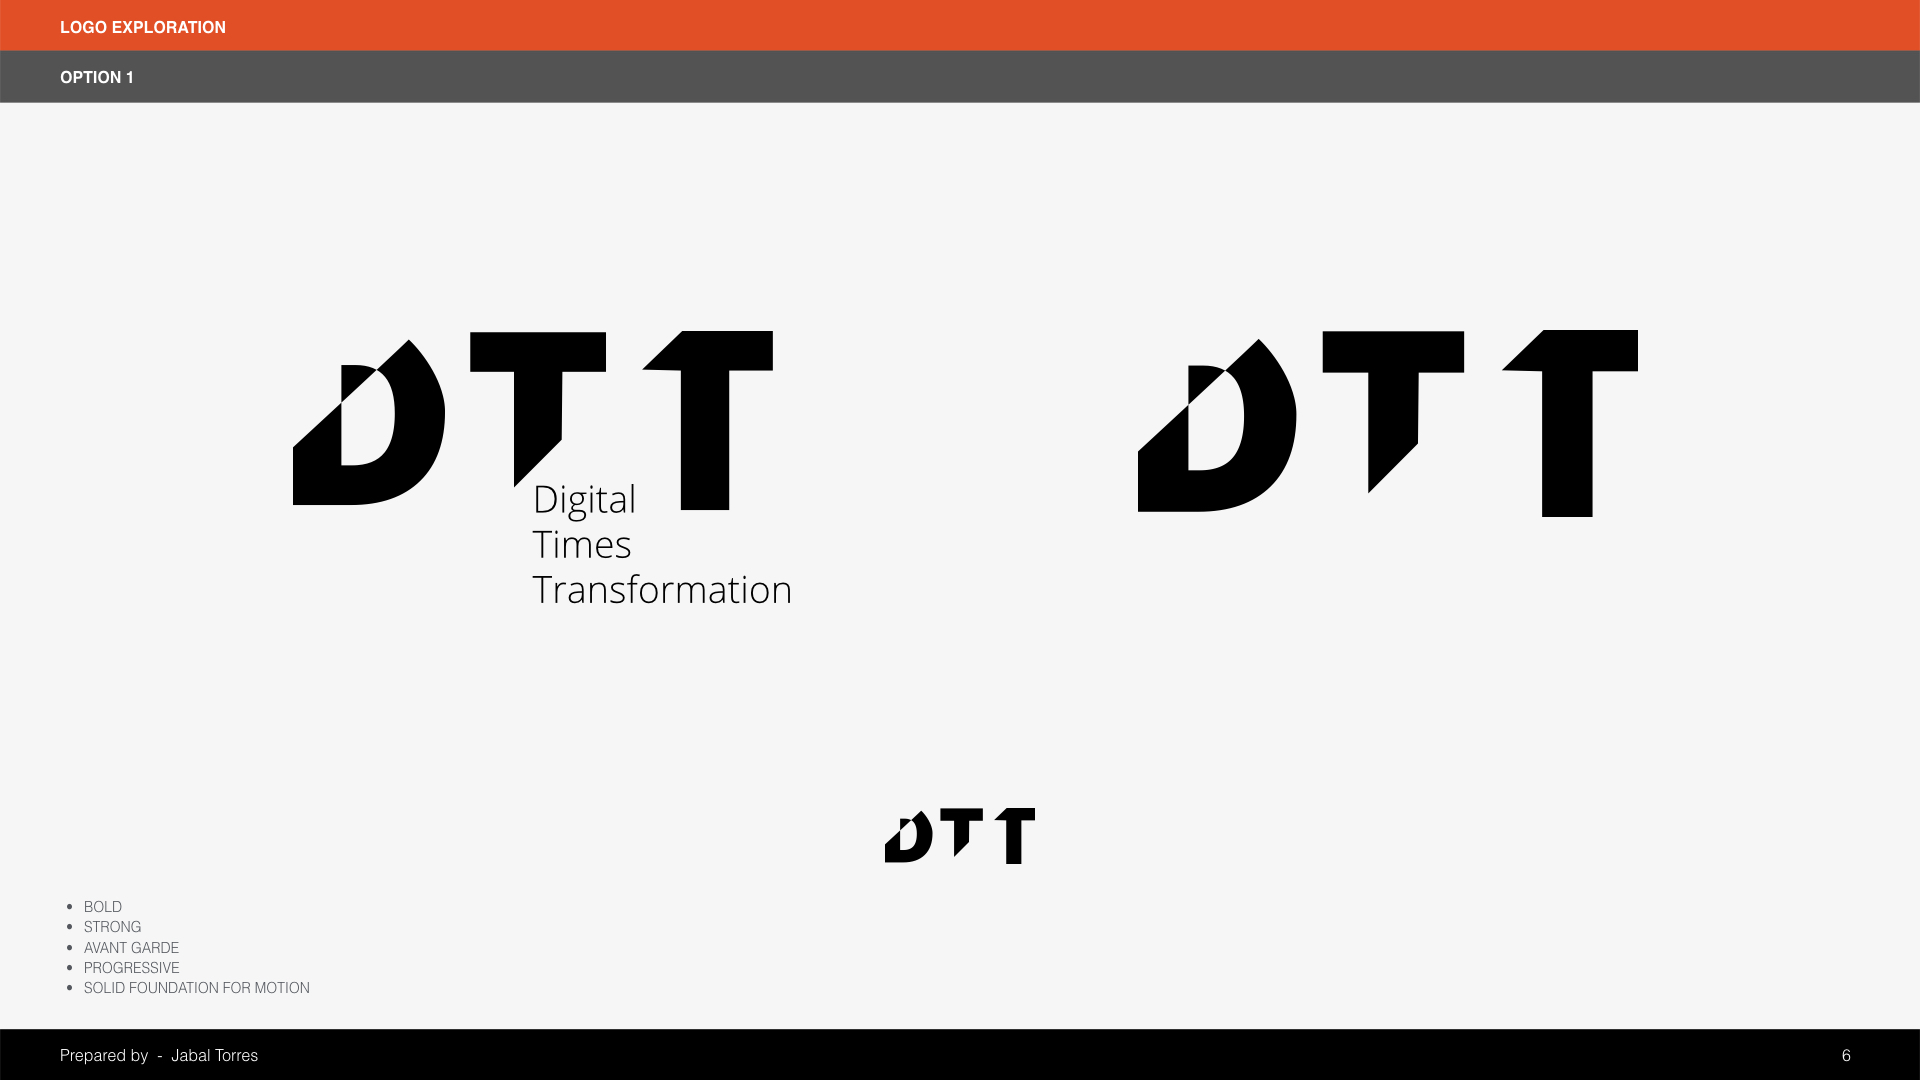 LOGO EXPLORATION
OPTION 1
DTT
Digital
Times
Transformation
DTT
DTT
• BOLD
• STRONG
• AVANT GARDE
• PROGRESSIVE
• SOLID FOUNDATION FOR MOTION
Prepared by - Jabal Torres
6